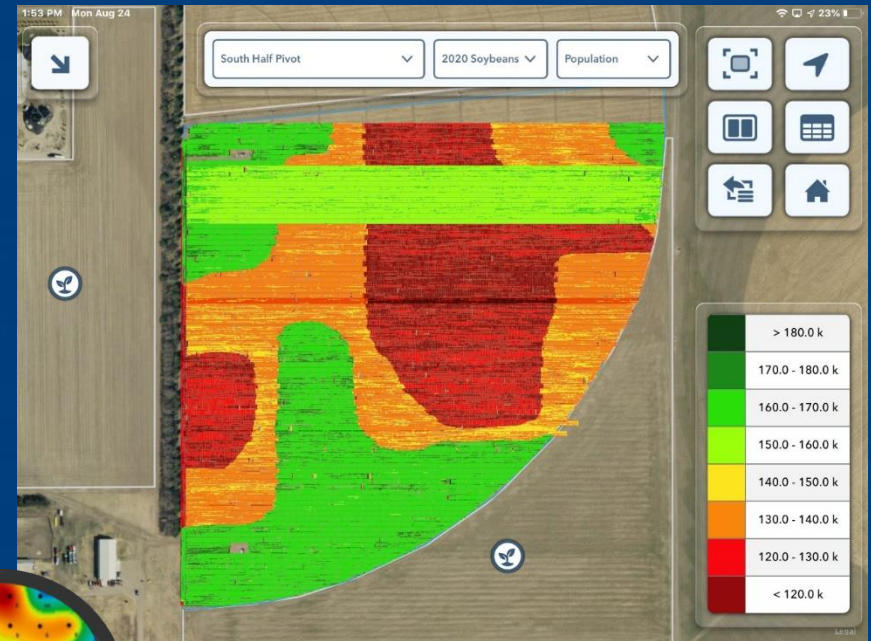 1:53 PM Mon Aug 24
23%
South Half Pivot
2020 Soybeans
Population
> 180.0 k
170.0 - 180.0 k
160.0 - 170.0 k
150.0 - 160.0 k
140.0 - 150.0 k
130.0 - 140.0 k
120.0 - 130.0 k
< 120.0 k
Legal